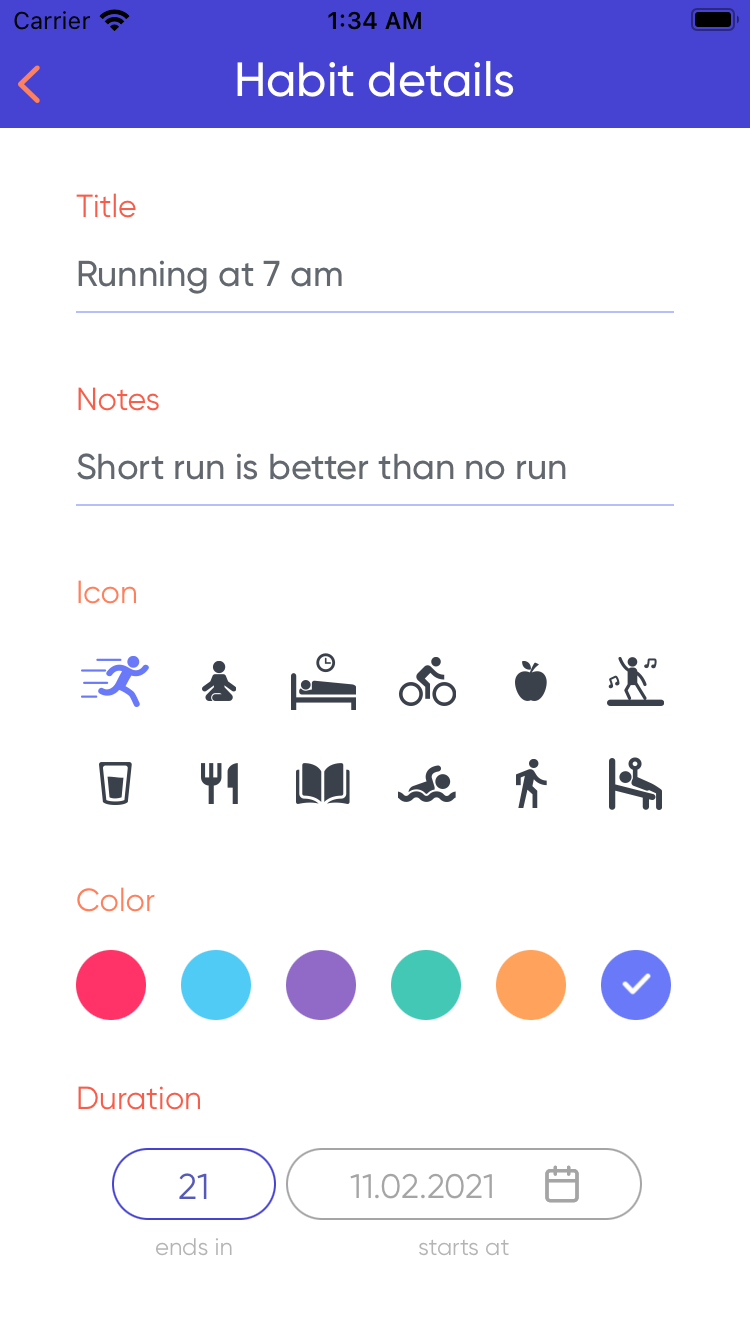 Carrier 1:34 AM
Habit details
Title
Running at 7 am
Notes
Short run is better than no run
Icon
Color
Duration
21 11.02.2021
ends in starts at